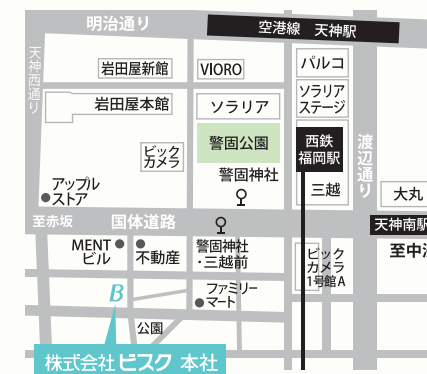 明治通り
空港線 天神駅
天神西通り
岩田屋新館
VIORO
パルコ
岩田屋本館
ソラリア
ソラリア
ステージ
渡辺通り
警固公園
西鉄
福岡駅
ビック
カメラ
警固神社
三越
アップル
ストア
大丸
至赤坂
国体道路
天神南駅
MENT
ビル
不動産
警固神社
・三越前
ビック
カメラ
1号館A
至中洲
B
ファミリー
マート
公園
株式会社 ビスク 本社